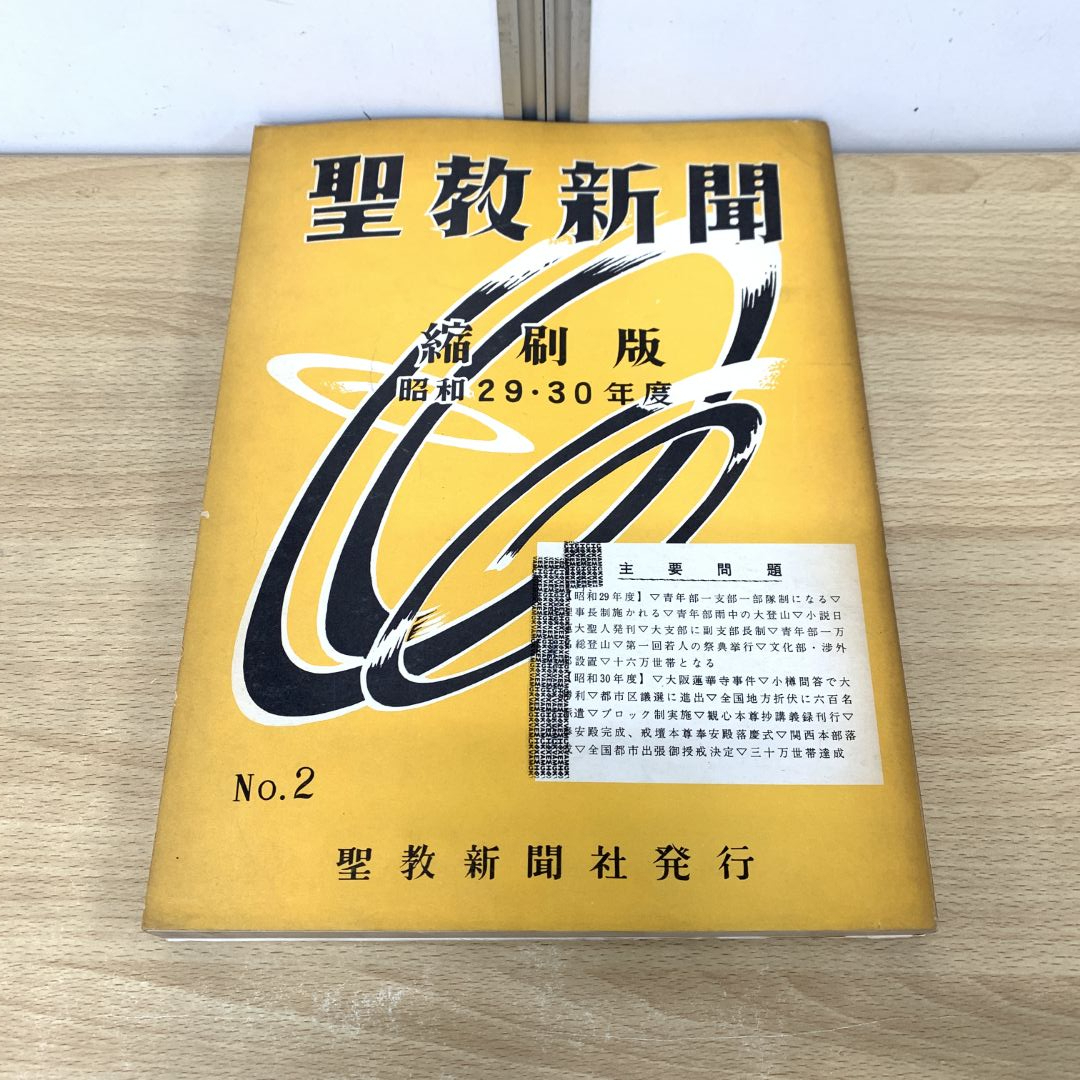 聖教新聞
縮刷版
昭和29・30年度
主要問題
【昭和29年度】▽青年部一支部一部隊制になる▽
事長制施かれる▽青年部雨中の大登山▽小説日
大聖人発刊▽大支部に副支部長制▽青年部一万
総登山▽第一回若人の祭典挙行▽文化部・渉外
設置▽十六万世帯となる
【昭和30年度】▽大阪蓮華寺事件▽小樽問答で大
利▽都市区議選に進出▽全国地方折伏に六百名
派遣▽ブロック制実施▽観心本尊抄講義録刊行▽
奉安殿完成、戒壇本尊奉安殿落慶式▽関西本部落
▽全国都市出張御授戒決定▽三十万世帯達成
No.2
聖教新聞社発行